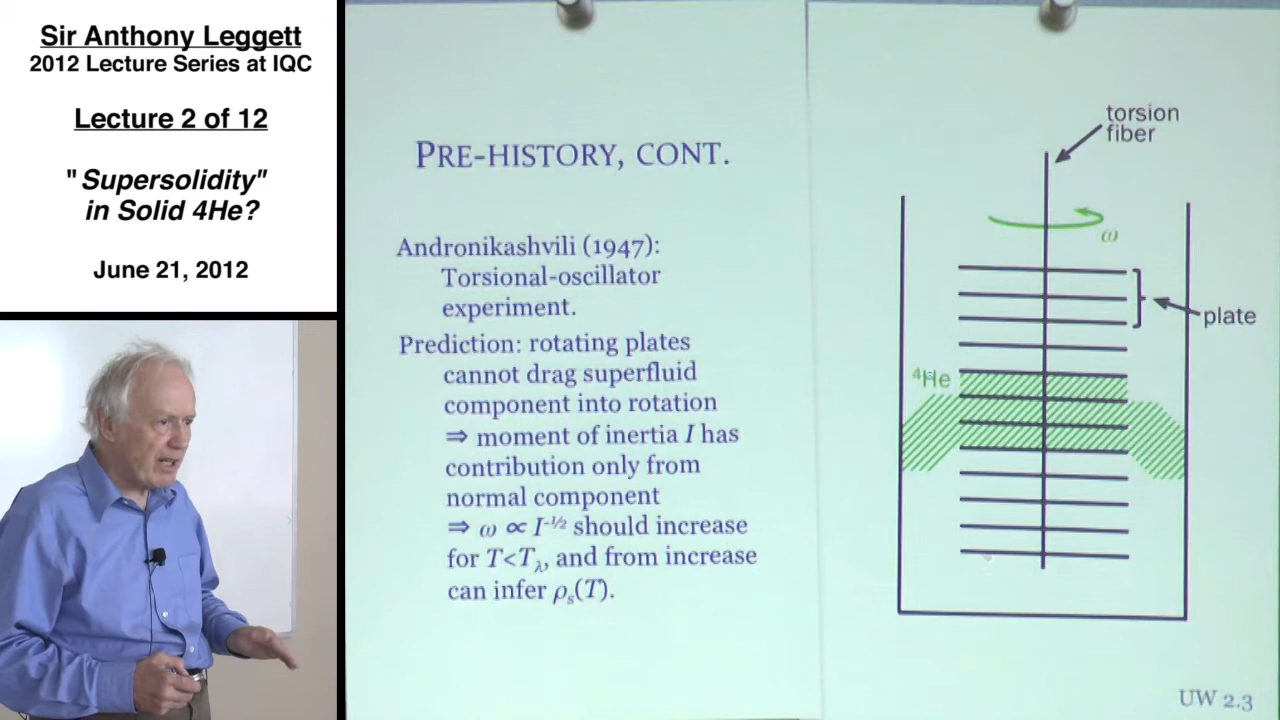 Sir Anthony Leggett
2012 Lecture Series at IQC
Lecture 2 of 12
"Supersolidity"
in Solid 4He?
June 21, 2012
PRE-HISTORY, CONT.
Andronikashvili (1947):
Torsional-oscillator
experiment.
Prediction: rotating plates
cannot drag superfluid
component into rotation
⇒ moment of inertia I has
contribution only from
normal component
⇒ ω ∝ I⁻¹⁄² should increase
for T<Tλ, and from increase
can infer ρₛ(T).
torsion
fiber
ω
plate
⁴He
UW 2.3